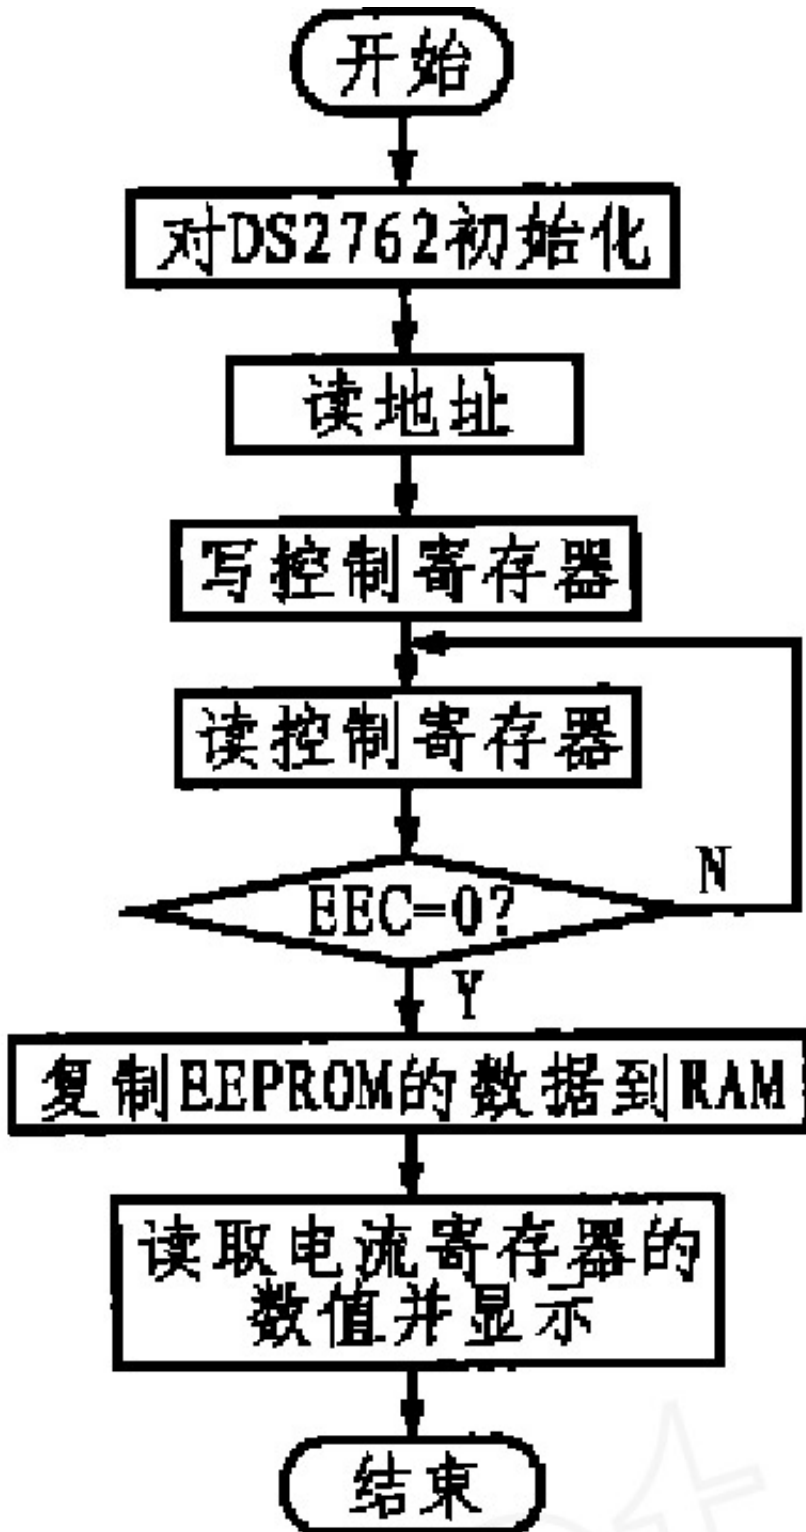 开始
对DS2762初始化
读地址
写控制寄存器
读控制寄存器
EEC=0?
N
Y
复制EEPROM的数据到RAM
读取电流寄存器的
数值并显示
结束